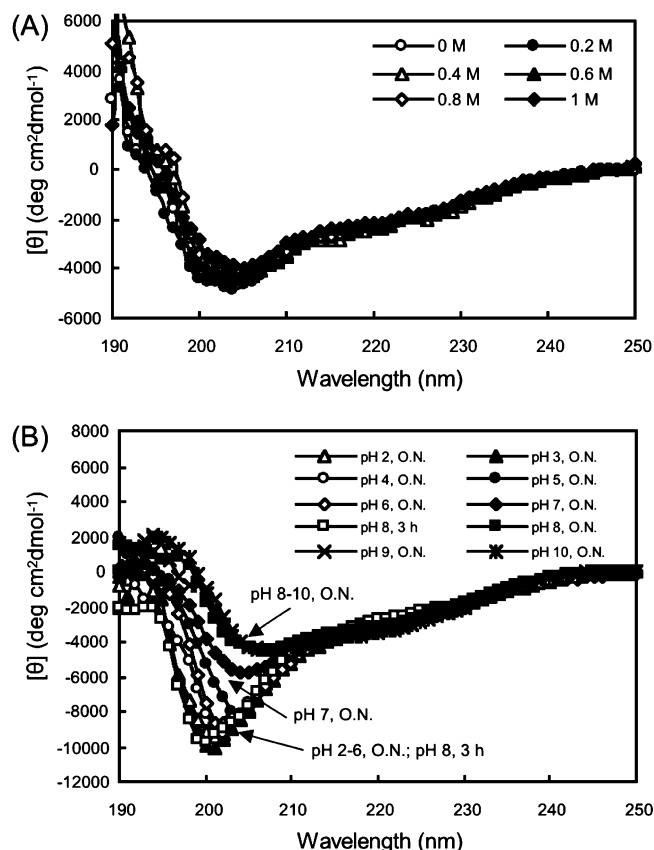 (A)
6000
4000
2000
0
-2000
-4000
-6000
[θ] (deg cm²dmol⁻¹)
0 M 0.2 M
0.4 M 0.6 M
0.8 M 1 M
190 200 210 220 230 240 250
Wavelength (nm)
(B)
8000
6000
4000
2000
0
-2000
-4000
-6000
-8000
-10000
-12000
[θ] (deg cm²dmol⁻¹)
pH 2, O.N. pH 3, O.N.
pH 4, O.N. pH 5, O.N.
pH 6, O.N. pH 7, O.N.
pH 8, 3 h pH 8, O.N.
pH 9, O.N. pH 10, O.N.
pH 8-10, O.N.
pH 7, O.N.
pH 2-6, O.N.; pH 8, 3 h
190 200 210 220 230 240 250
Wavelength (nm)